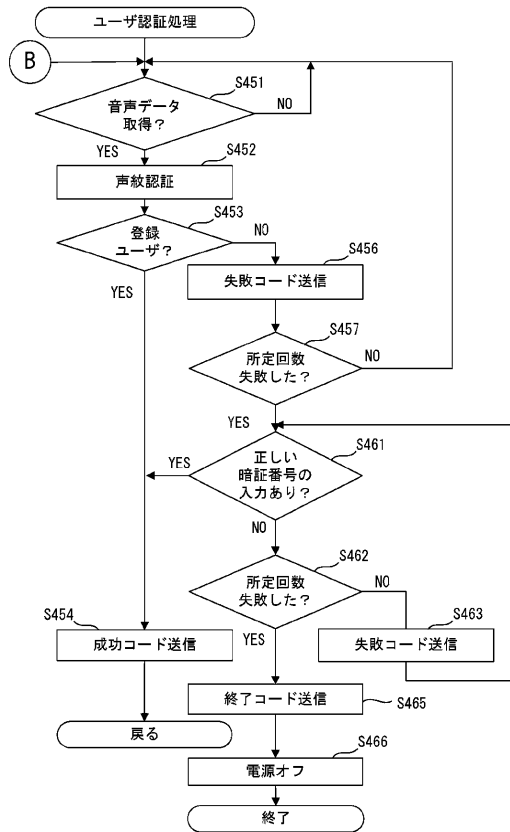 ユーザ認証処理
B
S451
音声データ
取得?
NO
YES
S452
声紋認証
S453
登録
ユーザ?
NO
YES
S456
失敗コード送信
S457
所定回数
失敗した?
NO
YES
S461
正しい
暗証番号の
入力あり?
YES
NO
S462
所定回数
失敗した?
NO
YES
S463
失敗コード送信
S454
成功コード送信
戻る
終了コード送信
S465
S466
電源オフ
終了